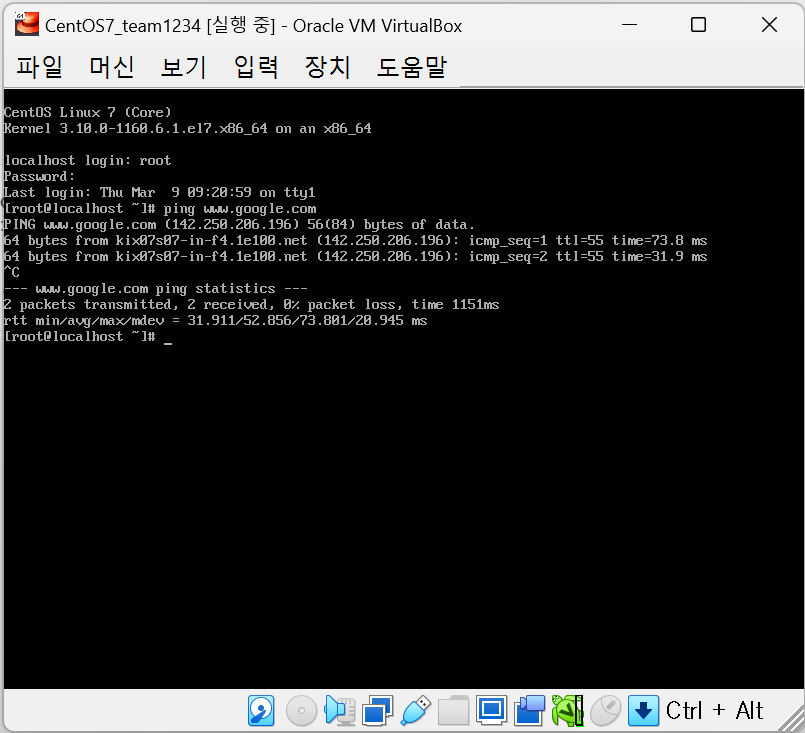 CentOS7_team1234 [실행 중] - Oracle VM VirtualBox
파일 머신 보기 입력 장치 도움말
CentOS Linux 7 (Core)
Kernel 3.10.0-1160.6.1.el7.x86_64 on an x86_64
localhost login: root
Password:
Last login: Thu Mar  9 09:20:59 on tty1
[root@localhost ~]# ping www.google.com
PING www.google.com (142.250.206.196) 56(84) bytes of data.
64 bytes from kix07s07-in-f4.1e100.net (142.250.206.196): icmp_seq=1 ttl=55 time=73.8 ms
64 bytes from kix07s07-in-f4.1e100.net (142.250.206.196): icmp_seq=2 ttl=55 time=31.9 ms
^C
--- www.google.com ping statistics ---
2 packets transmitted, 2 received, 0% packet loss, time 1151ms
rtt min/avg/max/mdev = 31.911/52.856/73.801/20.945 ms
[root@localhost ~]# _
Ctrl + Alt